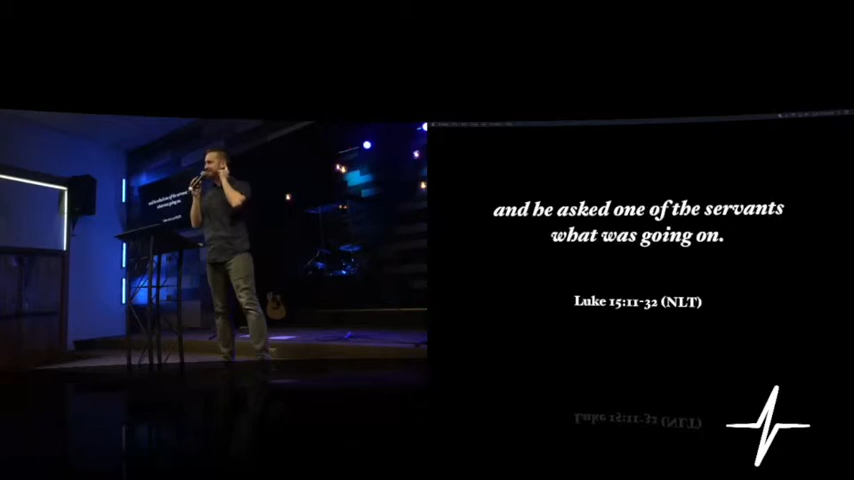 and he asked one of the servants
what was going on.
Luke 15:11-32 (NLT)